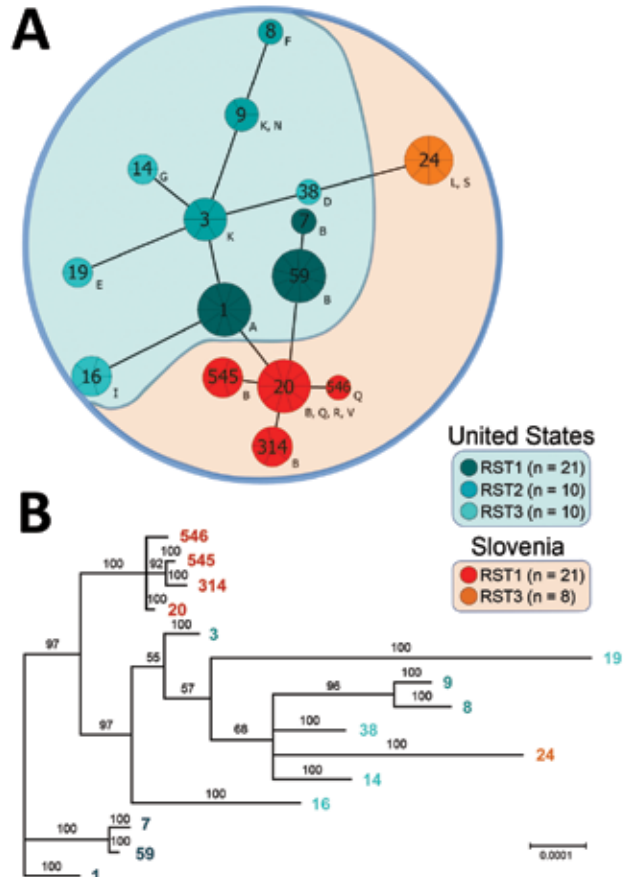 A
8
F
9
K, N
14
G
24
L, S
38
D
3
K
7
B
19
E
59
B
1
A
16
I
545
B
20
B, Q, R, V
546
Q
314
B
United States
RST1 (n = 21)
RST2 (n = 10)
RST3 (n = 10)
Slovenia
RST1 (n = 21)
RST3 (n = 8)
B
546
100
545
100
92
100
314
100
20
97
100
3
55
100
19
57
100
9
96
100
8
97
100
38
68
100
24
100
14
100
16
100
7
100
100
59
100
1
0.0001